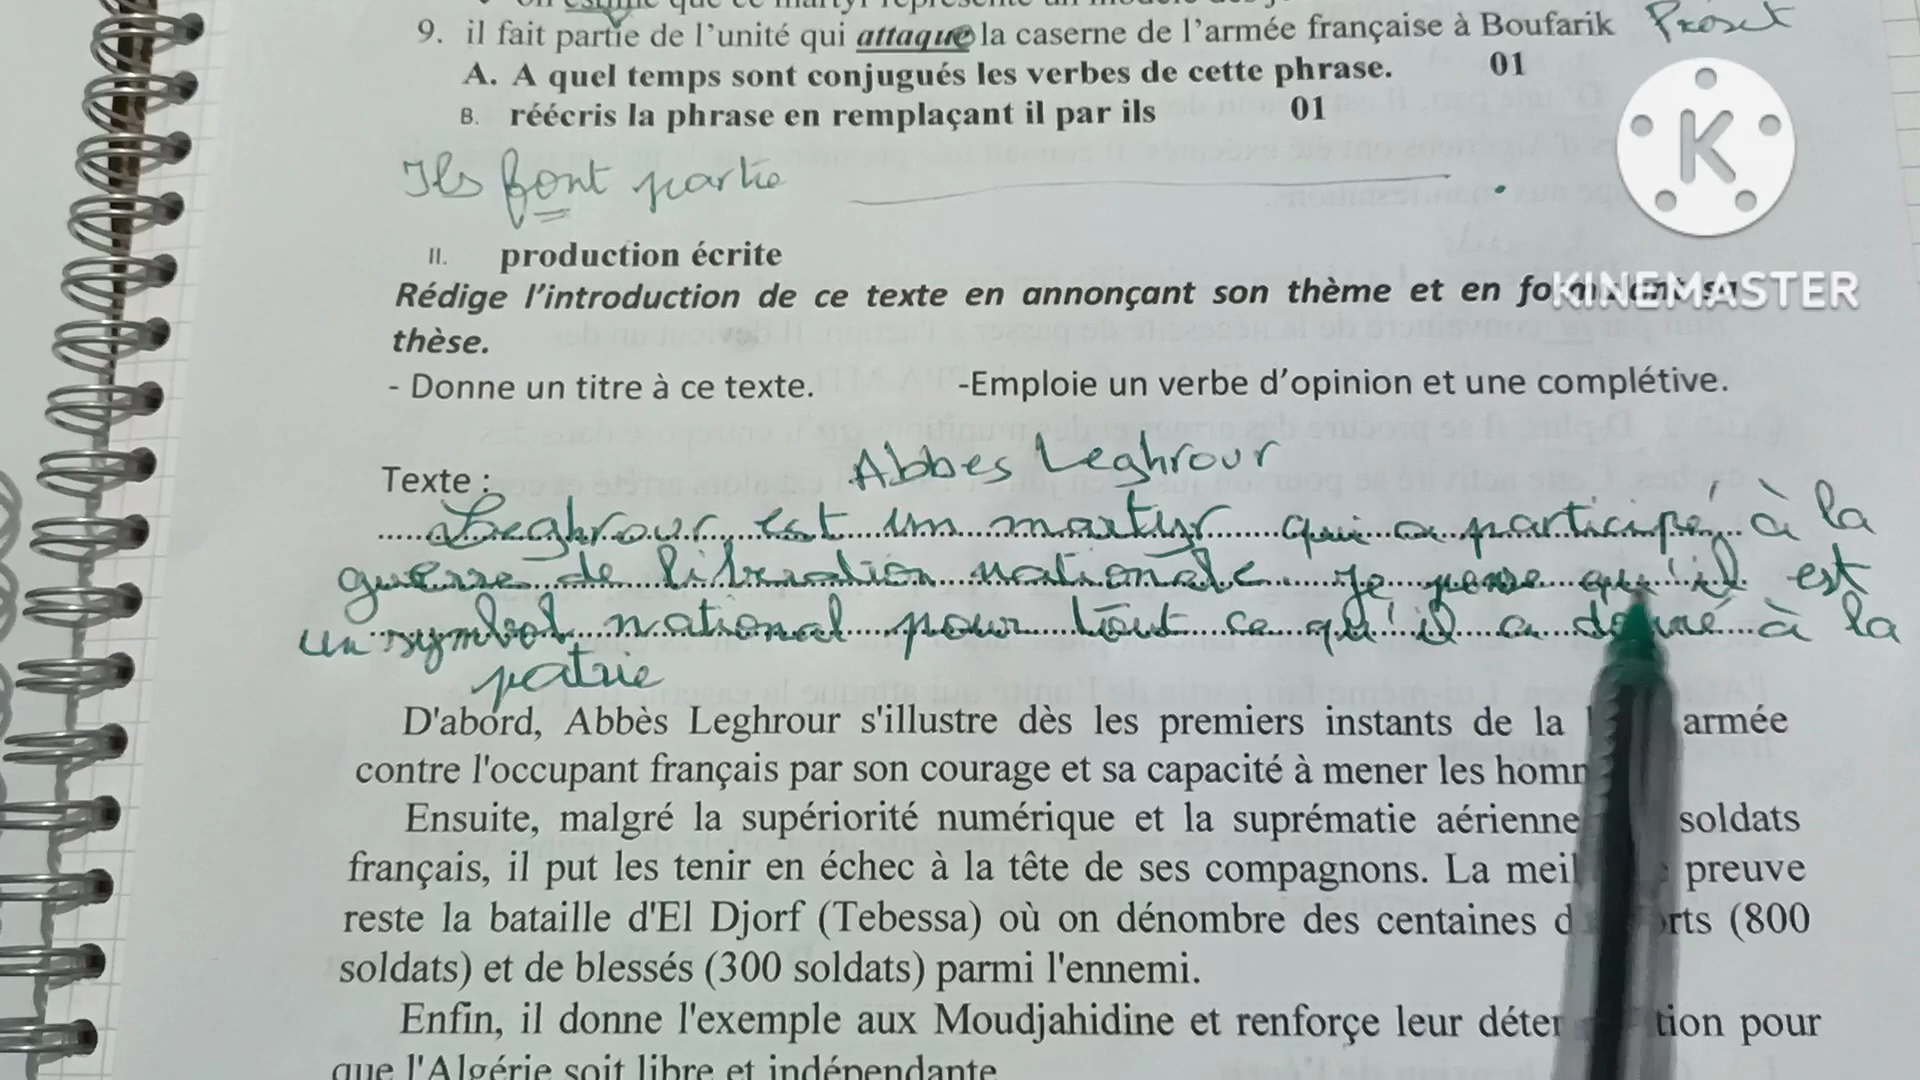 9. il fait partie de l'unité qui attaque la caserne de l'armée française à Boufarik
A. A quel temps sont conjugués les verbes de cette phrase. 01
B. réécris la phrase en remplaçant il par ils 01
Ils font partie
K
KINEMASTER
II. production écrite
Rédige l'introduction de ce texte en annonçant son thème et en
thèse.
- Donne un titre à ce texte. -Emploie un verbe d'opinion et une complétive.
Abbes Leghrour
Texte :
Leghrour est un martyr qui a participé à la
guerre de nationale. Je pense qu'il est
un symbol national pour tout ce qu'il a donné à la
patrie
D'abord, Abbès Leghrour s'illustre dès les premiers instants de la armée
contre l'occupant français par son courage et sa capacité à mener les
Ensuite, malgré la supériorité numérique et la suprématie aérienne soldats
français, il put les tenir en échec à la tête de ses compagnons. La preuve
reste la bataille d'El Djorf (Tebessa) où on dénombre des centaines (800
soldats) et de blessés (300 soldats) parmi l'ennemi.
Enfin, il donne l'exemple aux Moudjahidine et renforçe leur pour
que l'Algérie soit libre et indépendante